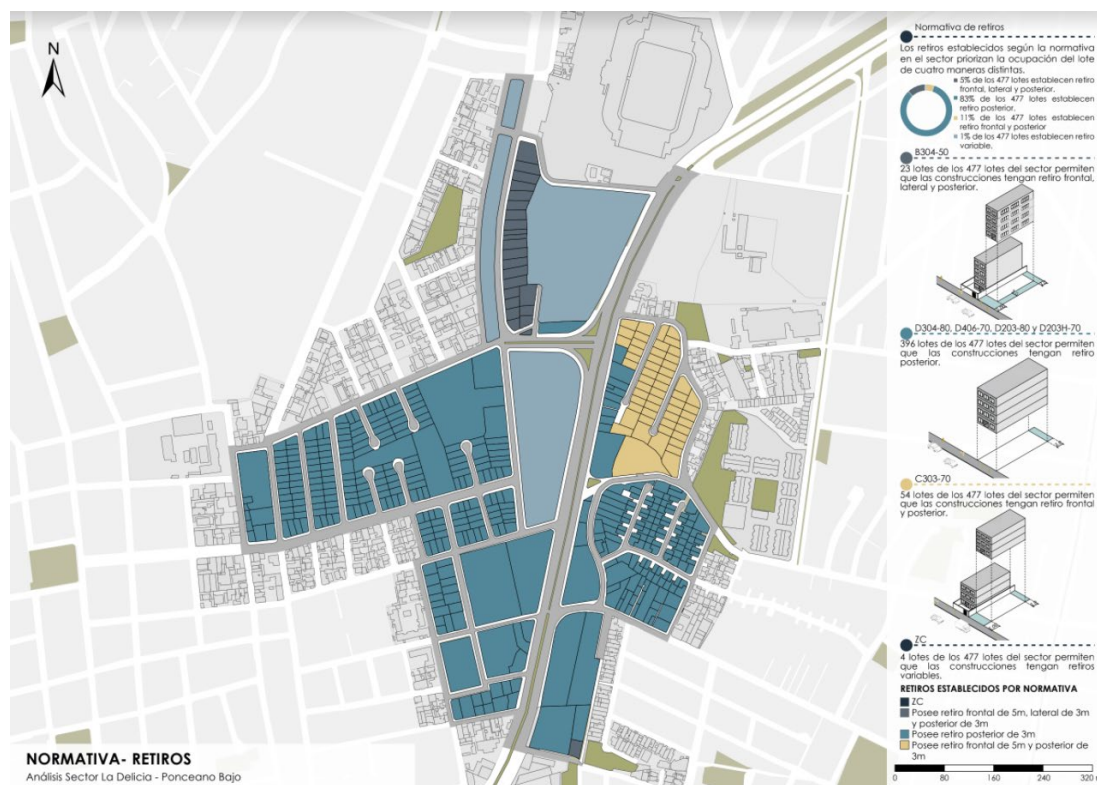 N
Normativa de retiros
Los retiros establecidos según la normativa
en el sector priorizan la ocupación del lote
de cuatro maneras distintas.
5% de los 477 lotes establecen retiro
frontal, lateral y posterior.
83% de los 477 lotes establecen
retiro posterior.
11% de los 477 lotes establecen
retiro frontal y posterior
1% de los 477 lotes establecen retiro
variable.
B304-50
23 lotes de los 477 lotes del sector permiten
que las construcciones tengan retiro frontal,
lateral y posterior.
D304-80, D406-70, D203-80 y D203H-70
396 lotes de los 477 lotes del sector permiten
que las construcciones tengan retiro
posterior.
C303-70
54 lotes de los 477 lotes del sector permiten
que las construcciones tengan retiro frontal
y posterior.
ZC
4 lotes de los 477 lotes del sector permiten
que las construcciones tengan retiros
variables.
RETIROS ESTABLECIDOS POR NORMATIVA
ZC
Posee retiro frontal de 5m, lateral de 3m
y posterior de 3m
Posee retiro posterior de 3m
Posee retiro frontal de 5m y posterior de
3m
0 80 160 240 320
NORMATIVA- RETIROS
Análisis Sector La Delicia - Ponceano Bajo